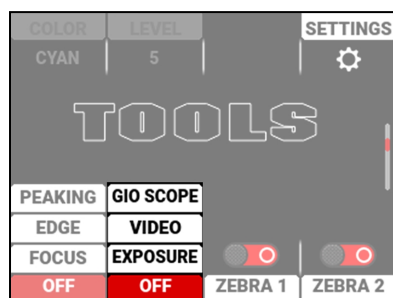 COLOR LEVEL SETTINGS
CYAN 5
TOOLS
PEAKING GIO SCOPE
EDGE VIDEO
FOCUS EXPOSURE
OFF OFF ZEBRA 1 ZEBRA 2